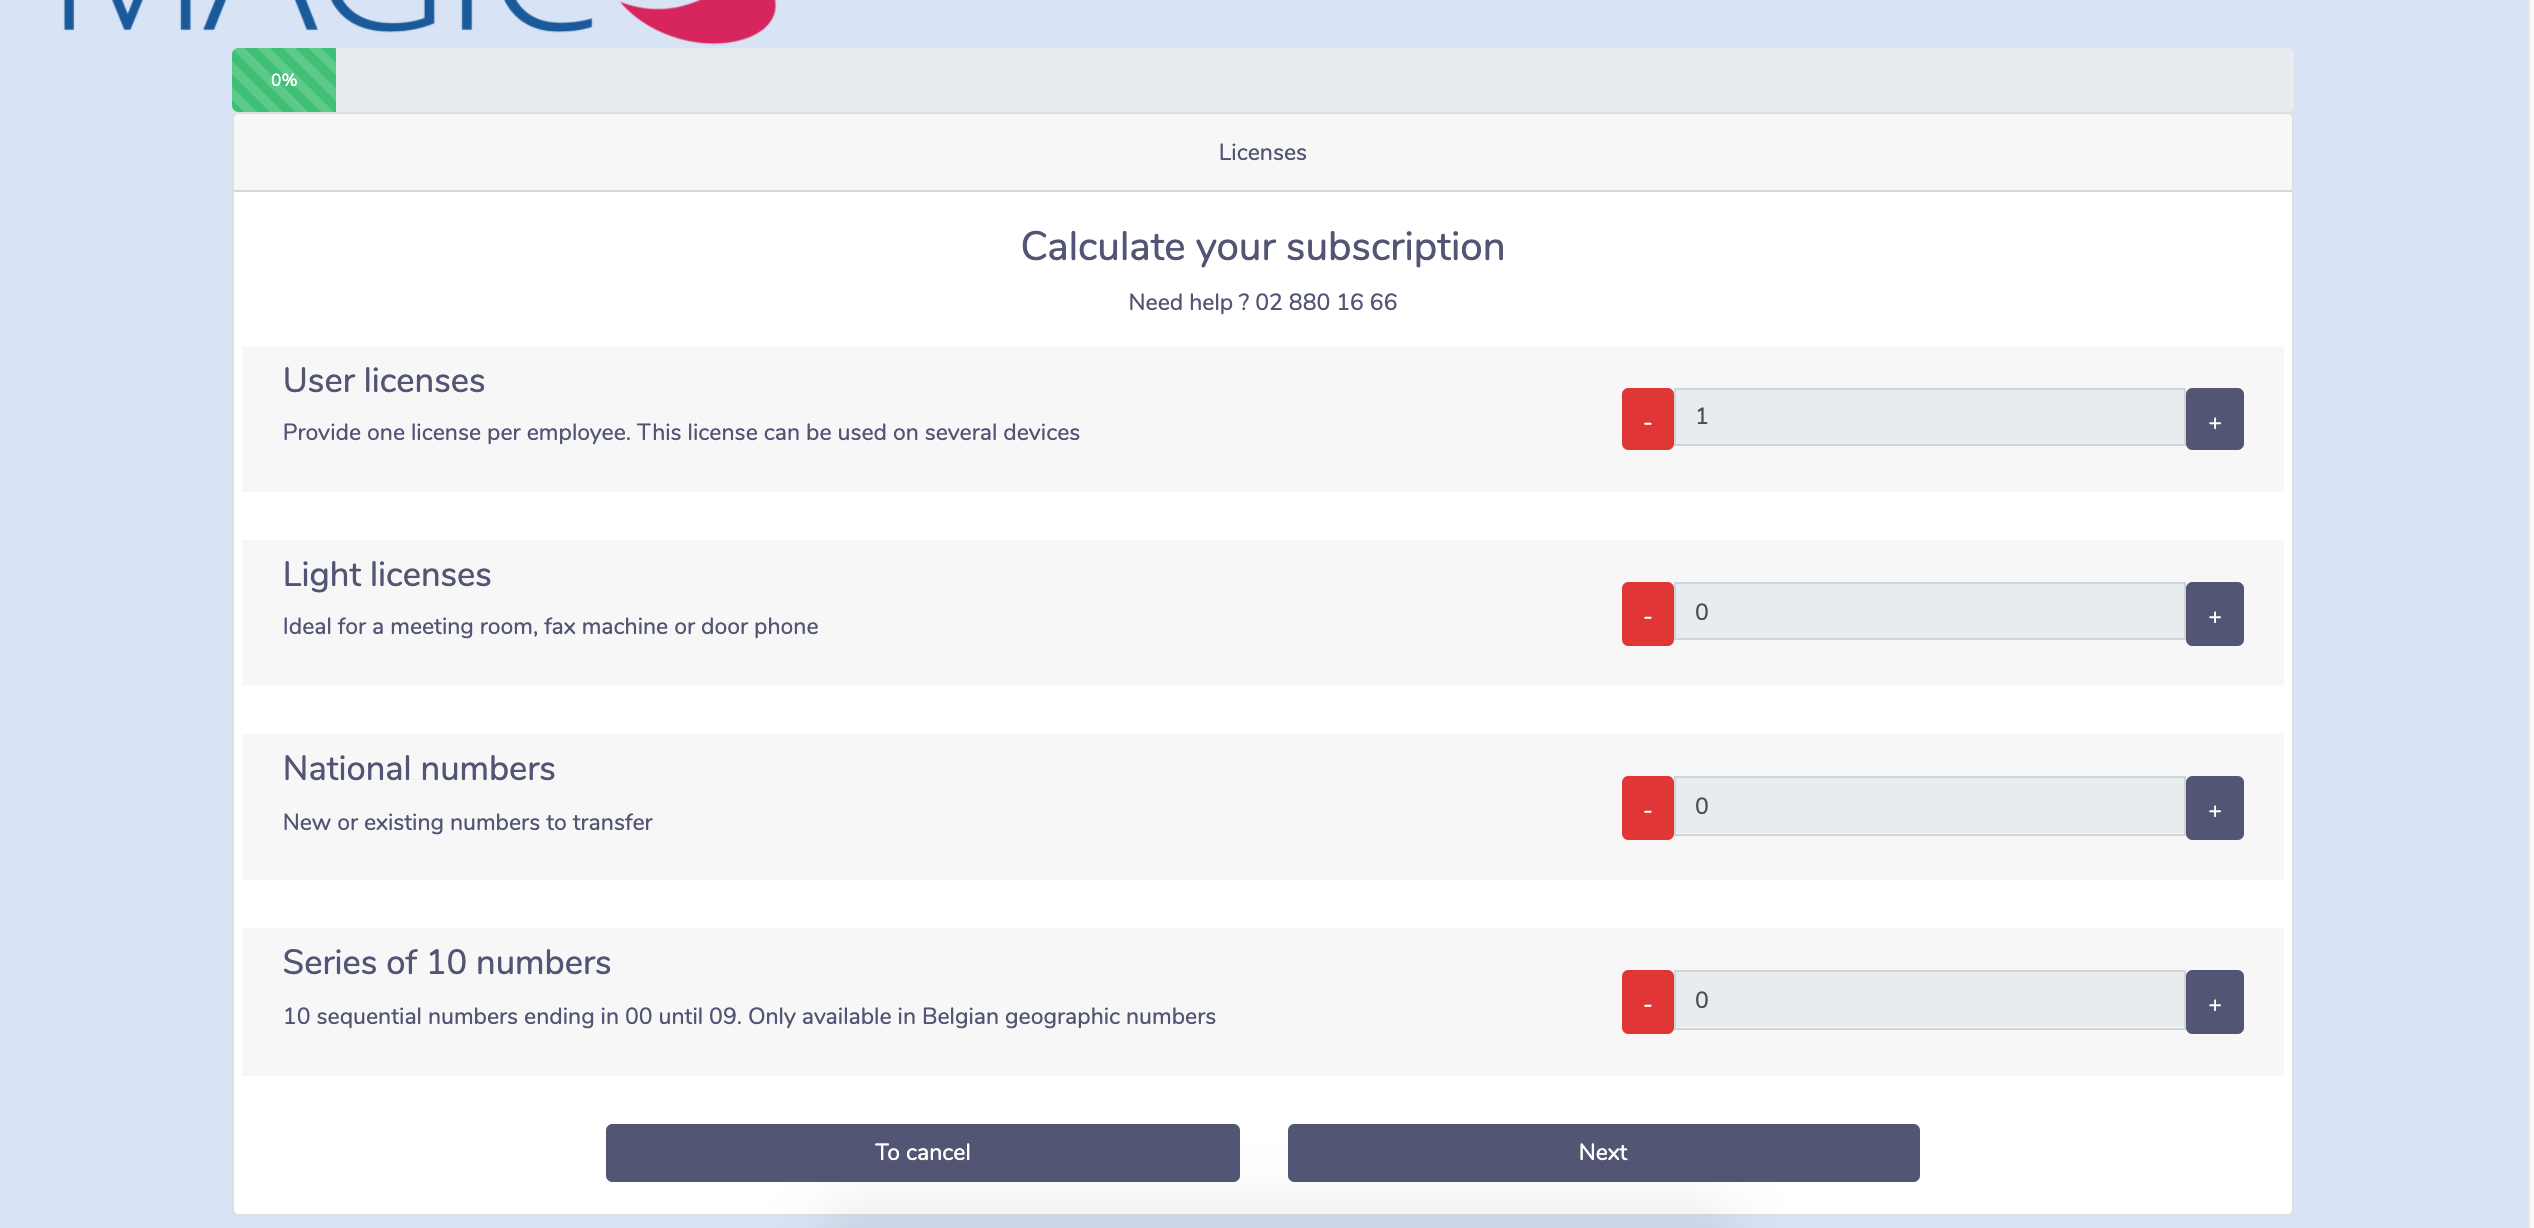 MAGIC
0%
Licenses
Calculate your subscription
Need help ? 02 880 16 66
User licenses
Provide one license per employee. This license can be used on several devices
- 1 +
Light licenses
Ideal for a meeting room, fax machine or door phone
- 0 +
National numbers
New or existing numbers to transfer
- 0 +
Series of 10 numbers
10 sequential numbers ending in 00 until 09. Only available in Belgian geographic numbers
- 0 +
To cancel
Next